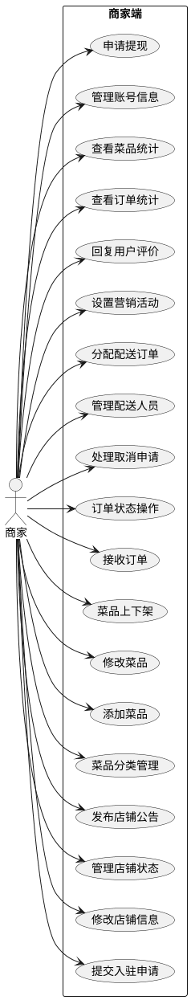 商家端
申请提现
管理账号信息
查看菜品统计
查看订单统计
回复用户评价
设置营销活动
分配配送订单
管理配送人员
处理取消申请
订单状态操作
商家
接收订单
菜品上下架
修改菜品
添加菜品
菜品分类管理
发布店铺公告
管理店铺状态
修改店铺信息
提交入驻申请